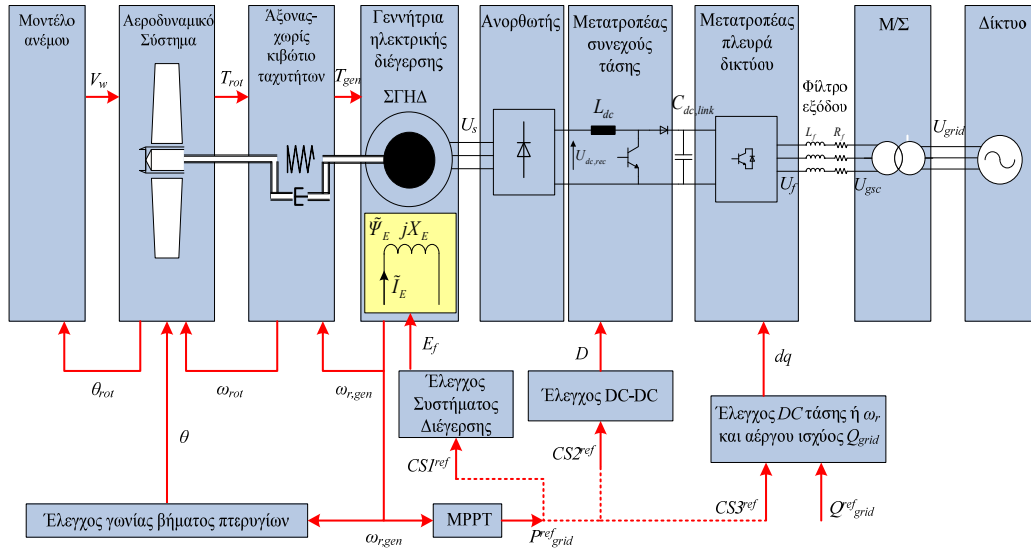 Μοντέλο
ανέμου
Αεροδυναμικό
Σύστημα
Άξονας-
χωρίς
κιβώτιο
ταχυτήτων
Γεννήτρια
ηλεκτρικής
διέγερσης
ΣΓΗΔ
Ανορθωτής
Μετατροπέας
συνεχούς
τάσης
Μετατροπέας
πλευρά
δικτύου
Μ/Σ
Δίκτυο
V_w
T_rot
T_gen
U_s
L_dc
C_dc,link
U_dc,rec
Φίλτρο
εξόδου
L_f
R_f
U_f
U_gsc
U_grid
Ψ̃_E
jX_E
Ĩ_E
θ_rot
ω_rot
ω_r,gen
E_f
D
dq
θ
Έλεγχος
Συστήματος
Διέγερσης
Έλεγχος DC-DC
Έλεγχος DC τάσης ή ω_r
και αέργου ισχύος Q_grid
CS1^ref
CS2^ref
CS3^ref
Q^ref_grid
Έλεγχος γωνίας βήματος πτερυγίων
ω_r,gen
MPPT
P^ref_grid